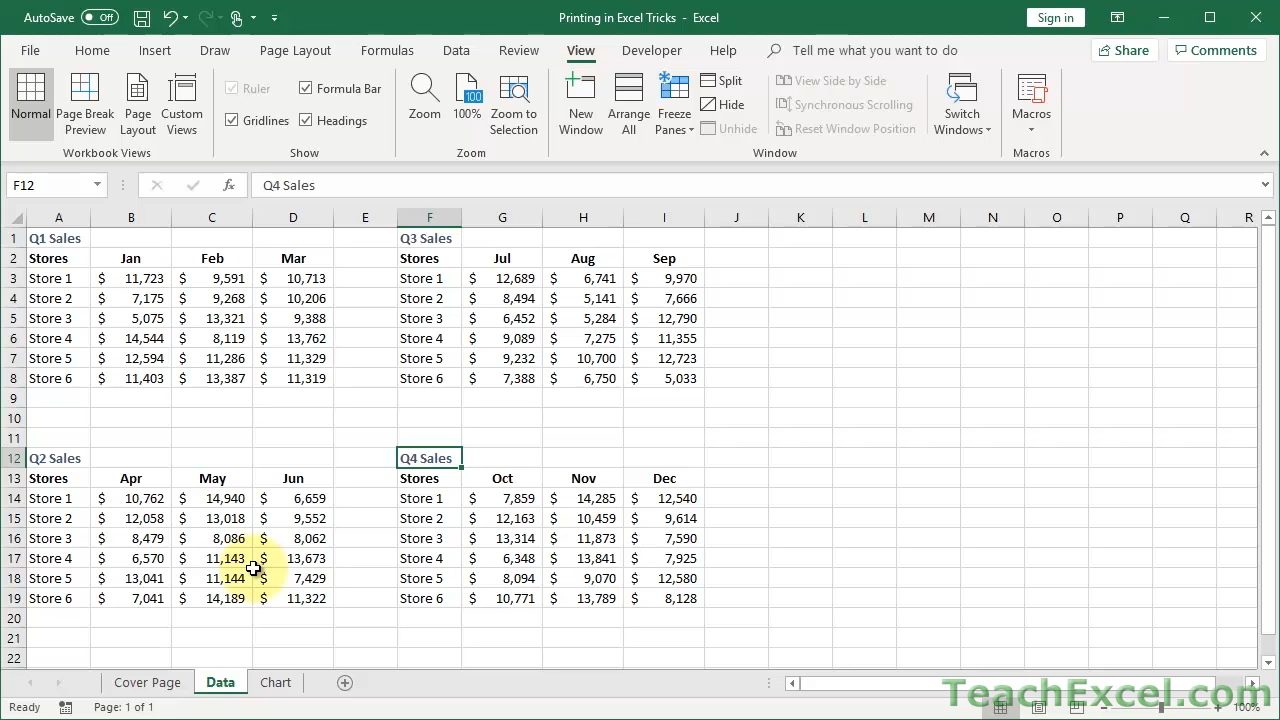 AutoSave Off
Printing in Excel Tricks - Excel
Sign in
File Home Insert Draw Page Layout Formulas Data Review View Developer Help Tell me what you want to do Share Comments
Normal Page Break Preview Page Layout Custom Views
Workbook Views
Ruler Formula Bar
Gridlines Headings
Show
Zoom 100 100% Zoom to Selection
Zoom
New Window Arrange All Freeze Panes
Split
Hide
Unhide
View Side by Side
Synchronous Scrolling
Reset Window Position
Switch Windows
Window
Macros
Macros
F12 fx Q4 Sales
A B C D E F G H I J K L M N O P Q R
1 Q1 Sales Q3 Sales
2 Stores Jan Feb Mar Stores Jul Aug Sep
3 Store 1 $ 11,723 $ 9,591 $ 10,713 Store 1 $ 12,689 $ 6,741 $ 9,970
4 Store 2 $ 7,175 $ 9,268 $ 10,206 Store 2 $ 8,494 $ 5,141 $ 7,666
5 Store 3 $ 5,075 $ 13,321 $ 9,388 Store 3 $ 6,452 $ 5,284 $ 12,790
6 Store 4 $ 14,544 $ 8,119 $ 13,762 Store 4 $ 9,089 $ 7,275 $ 11,355
7 Store 5 $ 12,594 $ 11,286 $ 11,329 Store 5 $ 9,232 $ 10,700 $ 12,723
8 Store 6 $ 11,403 $ 13,387 $ 11,319 Store 6 $ 7,388 $ 6,750 $ 5,033
9
10
11
12 Q2 Sales Q4 Sales
13 Stores Apr May Jun Stores Oct Nov Dec
14 Store 1 $ 10,762 $ 14,940 $ 6,659 Store 1 $ 7,859 $ 14,285 $ 12,540
15 Store 2 $ 12,058 $ 13,018 $ 9,552 Store 2 $ 12,163 $ 10,459 $ 9,614
16 Store 3 $ 8,479 $ 8,086 $ 8,062 Store 3 $ 13,314 $ 11,873 $ 7,590
17 Store 4 $ 6,570 $ 11,143 $ 13,673 Store 4 $ 6,348 $ 13,841 $ 7,925
18 Store 5 $ 13,041 $ 11,144 $ 7,429 Store 5 $ 8,094 $ 9,070 $ 12,580
19 Store 6 $ 7,041 $ 14,189 $ 11,322 Store 6 $ 10,771 $ 13,789 $ 8,128
20
21
22
Cover Page Data Chart
TeachExcel.com
Ready Page: 1 of 1 100%